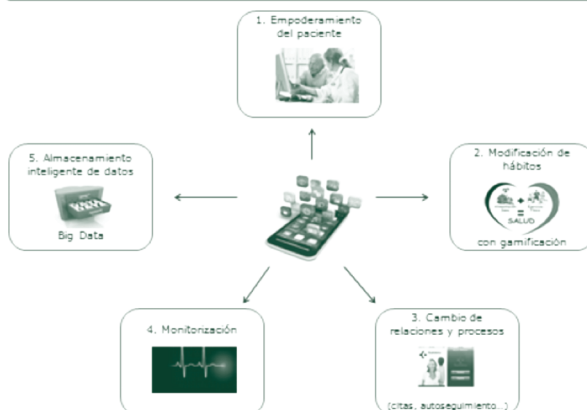 1. Empoderamiento
del paciente
2. Modificación de
hábitos
+
=
SALUD
con gamificación
3. Cambio de
relaciones y procesos
(citas, autoseguimiento...)
4. Monitorización
5. Almacenamiento
inteligente de datos
Big Data